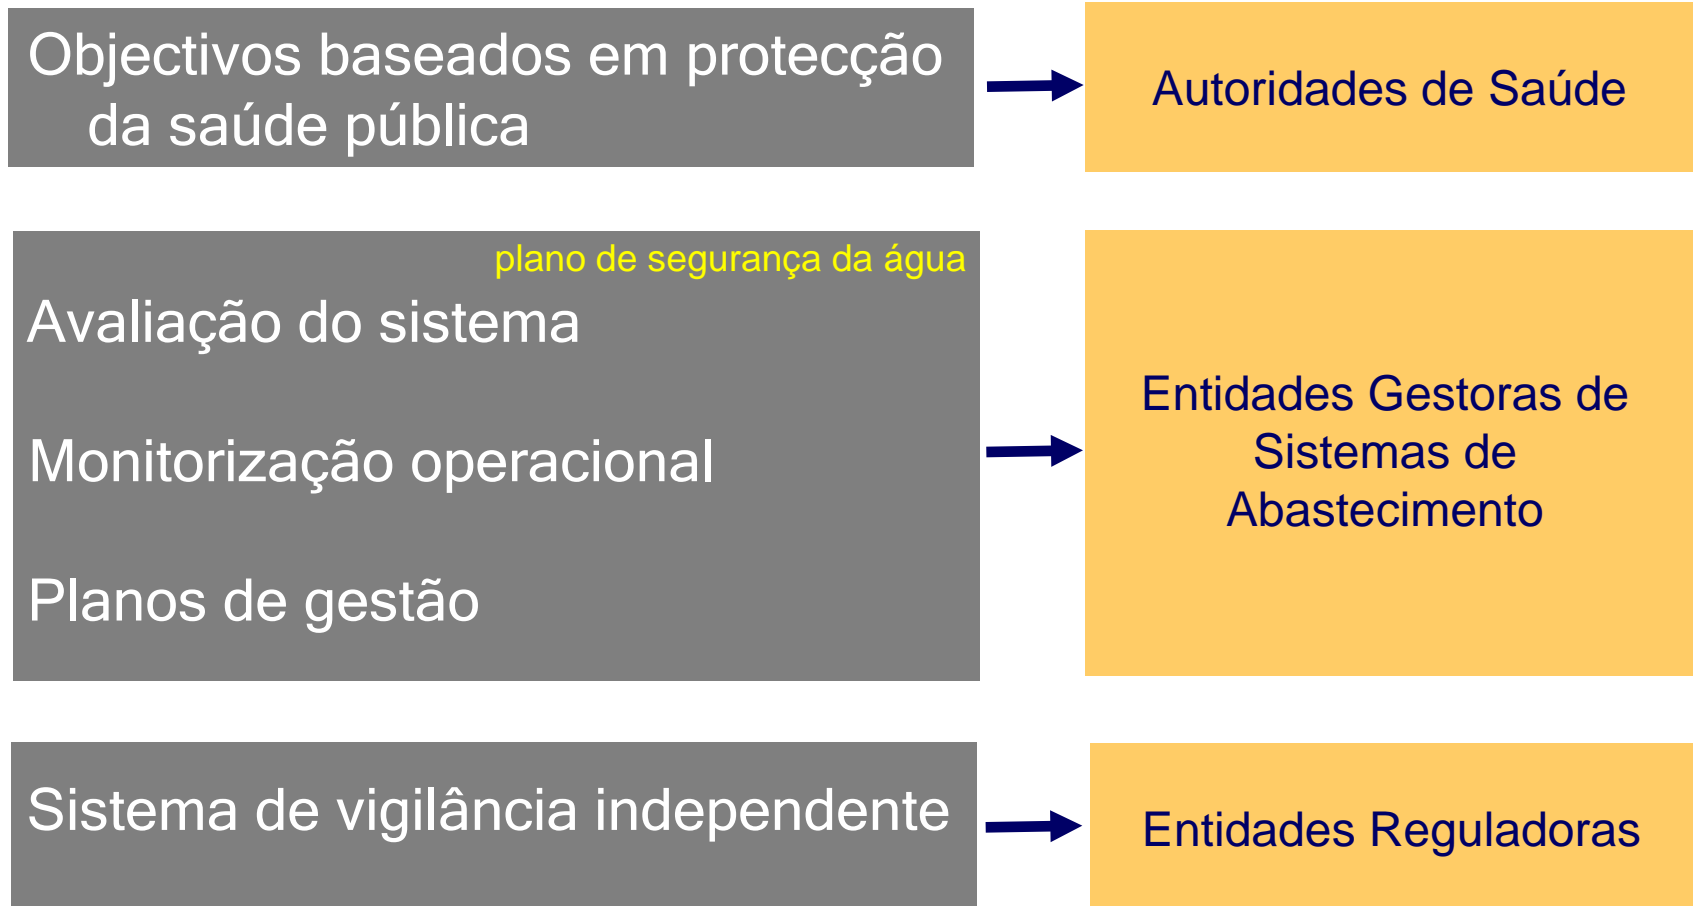 Objectivos baseados em protecção
da saúde pública
Autoridades de Saúde
plano de segurança da água
Avaliação do sistema
Monitorização operacional
Planos de gestão
Entidades Gestoras de
Sistemas de
Abastecimento
Sistema de vigilância independente
Entidades Reguladoras